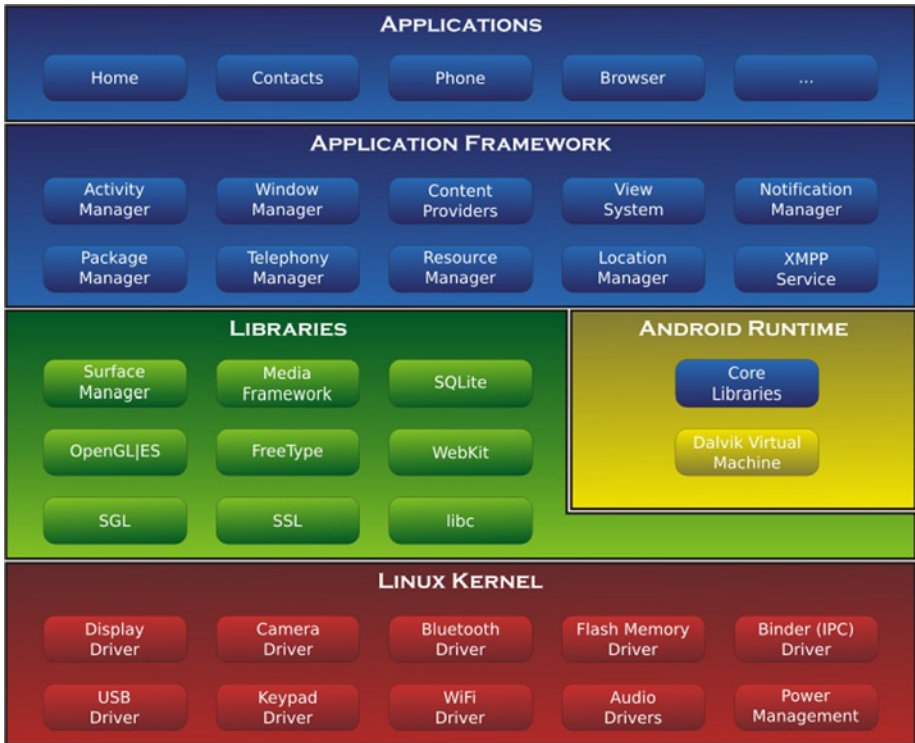 APPLICATIONS
Home
Contacts
Phone
Browser
...
APPLICATION FRAMEWORK
Activity
Manager
Window
Manager
Content
Providers
View
System
Notification
Manager
Package
Manager
Telephony
Manager
Resource
Manager
Location
Manager
XMPP
Service
LIBRARIES
Surface
Manager
Media
Framework
SQLite
OpenGL|ES
FreeType
WebKit
SGL
SSL
libc
ANDROID RUNTIME
Core
Libraries
Dalvik Virtual
Machine
LINUX KERNEL
Display
Driver
Camera
Driver
Bluetooth
Driver
Flash Memory
Driver
Binder (IPC)
Driver
USB
Driver
Keypad
Driver
WiFi
Driver
Audio
Drivers
Power
Management